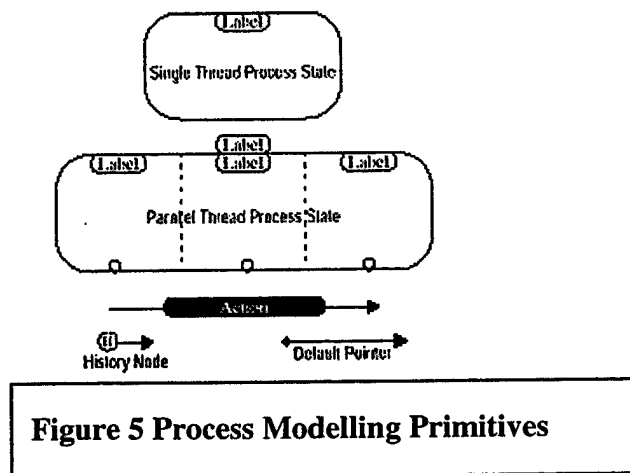 Label
Single Thread Process State
Label
Label Label Label
Parallel Thread Process State
Action
H
History Node Default Pointer
Figure 5 Process Modelling Primitives